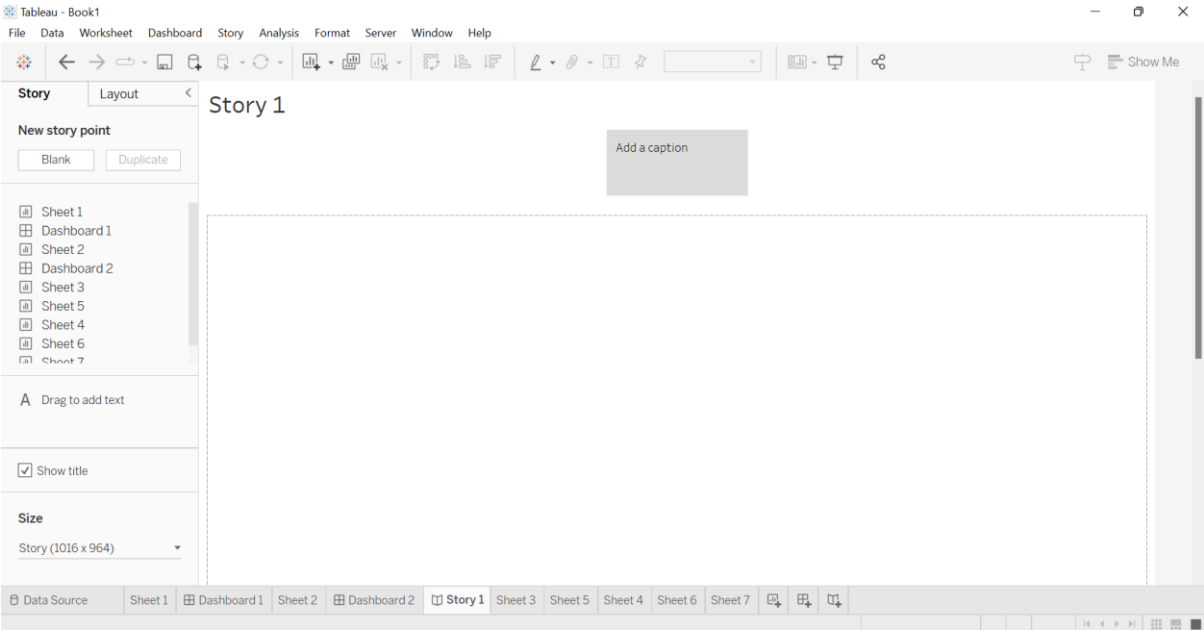 Tableau - Book1
File Data Worksheet Dashboard Story Analysis Format Server Window Help
Show Me
Story Layout
New story point
Blank Duplicate
Sheet 1
Dashboard 1
Sheet 2
Dashboard 2
Sheet 3
Sheet 5
Sheet 4
Sheet 6
Sheet 7
A Drag to add text
Show title
Size
Story (1016 x 964)
Story 1
Add a caption
Data Source Sheet 1 Dashboard 1 Sheet 2 Dashboard 2 Story 1 Sheet 3 Sheet 5 Sheet 4 Sheet 6 Sheet 7